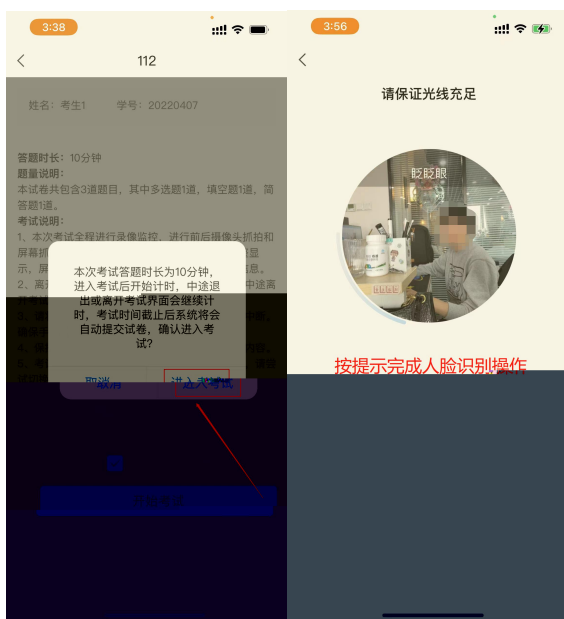 3:38
112
姓名：考生1 学号：20220407
答题时长：10分钟
题量说明：
本试卷共包含3道题目，其中多选题1道，填空题1道，简
答题1道。
考试说明：
1、本次考试全程进行录像监控，进行前后摄像头抓拍和
本次考试答题时长为10分钟，
进入考试后开始计时，中途退
出或离开考试界面会继续计
时，考试时间截止后系统将会
自动提交试卷，确认进入考
试？
取消
进入考试
3:56
请保证光线充足
眨眨眼
按提示完成人脸识别操作